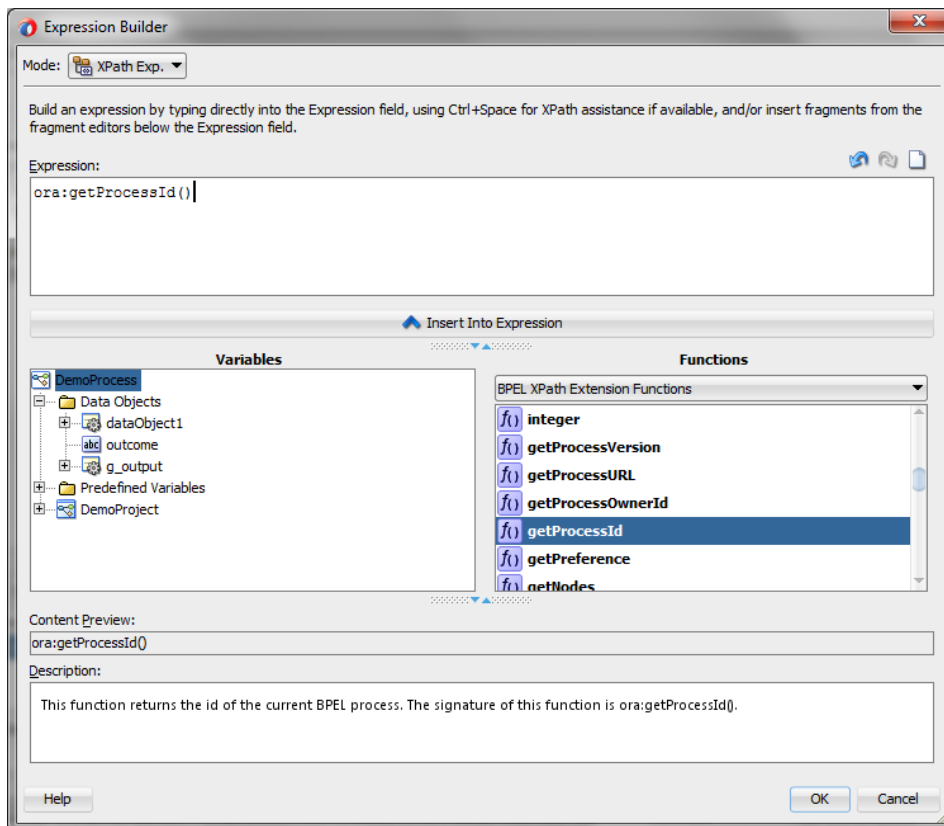 Expression Builder
Mode: XPath Exp.
Build an expression by typing directly into the Expression field, using Ctrl+Space for XPath assistance if available, and/or insert fragments from the
fragment editors below the Expression field.
Expression:
ora:getProcessId()
Insert Into Expression
Variables
DemoProcess
Data Objects
dataObject1
abc outcome
g_output
Predefined Variables
DemoProject
Functions
BPEL XPath Extension Functions
f() integer
f() getProcessVersion
f() getProcessURL
f() getProcessOwnerId
f() getProcessId
f() getPreference
f() getNodes
Content Preview:
ora:getProcessId()
Description:
This function returns the id of the current BPEL process. The signature of this function is ora:getProcessId().
Help
OK
Cancel